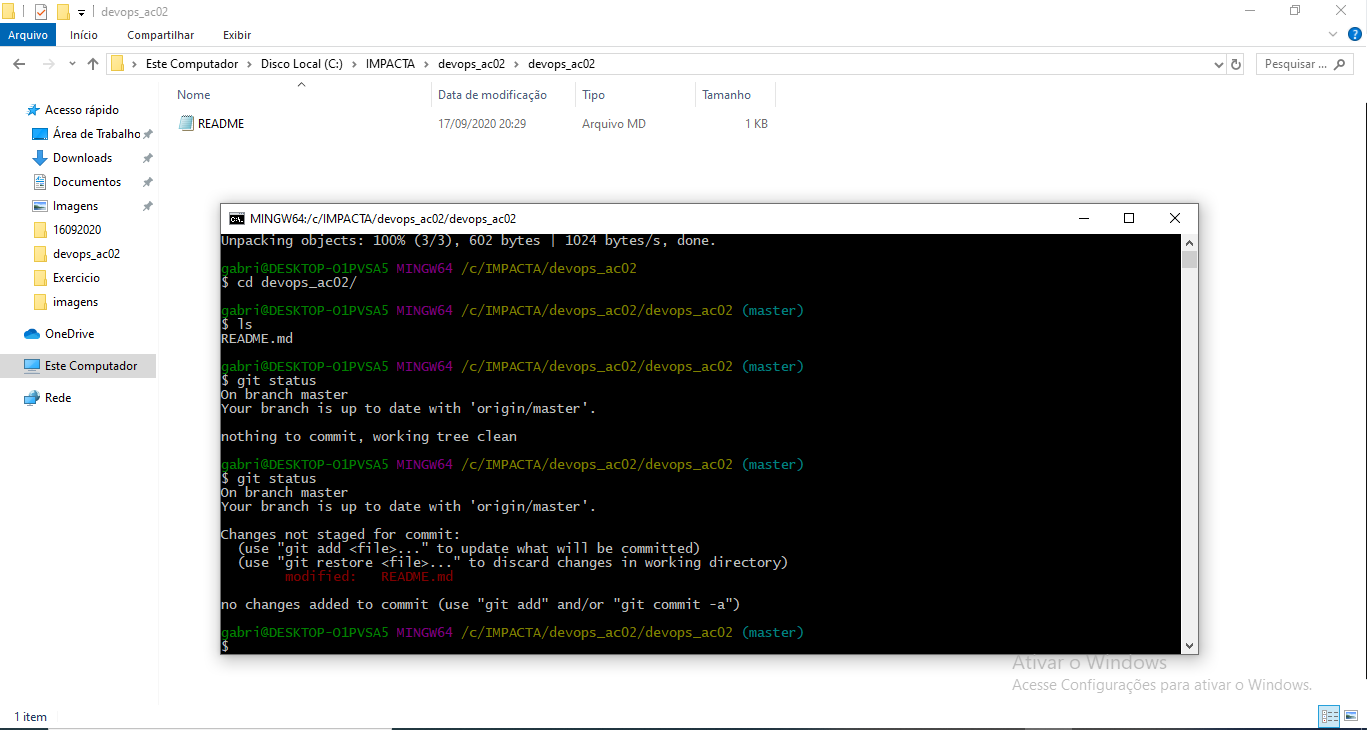 devops_ac02
Arquivo Início Compartilhar Exibir
Este Computador Disco Local (C:) IMPACTA devops_ac02 devops_ac02 Pesquisar ...
Nome Data de modificação Tipo Tamanho
README 17/09/2020 20:29 Arquivo MD 1 KB
Acesso rápido
Área de Trabalho
Downloads
Documentos
Imagens
16092020
devops_ac02
Exercicio
imagens
OneDrive
Este Computador
Rede
MINGW64:/c/IMPACTA/devops_ac02/devops_ac02
Unpacking objects: 100% (3/3), 602 bytes | 1024 bytes/s, done.
gabri@DESKTOP-O1PVSA5 MINGW64 /c/IMPACTA/devops_ac02
$ cd devops_ac02/
gabri@DESKTOP-O1PVSA5 MINGW64 /c/IMPACTA/devops_ac02/devops_ac02 (master)
$ ls
README.md
gabri@DESKTOP-O1PVSA5 MINGW64 /c/IMPACTA/devops_ac02/devops_ac02 (master)
$ git status
On branch master
Your branch is up to date with 'origin/master'.
nothing to commit, working tree clean
gabri@DESKTOP-O1PVSA5 MINGW64 /c/IMPACTA/devops_ac02/devops_ac02 (master)
$ git status
On branch master
Your branch is up to date with 'origin/master'.
Changes not staged for commit:
(use "git add <file>..." to update what will be committed)
(use "git restore <file>..." to discard changes in working directory)
modified: README.md
no changes added to commit (use "git add" and/or "git commit -a")
gabri@DESKTOP-O1PVSA5 MINGW64 /c/IMPACTA/devops_ac02/devops_ac02 (master)
$
Ativar o Windows
Acesse Configurações para ativar o Windows.
1 item